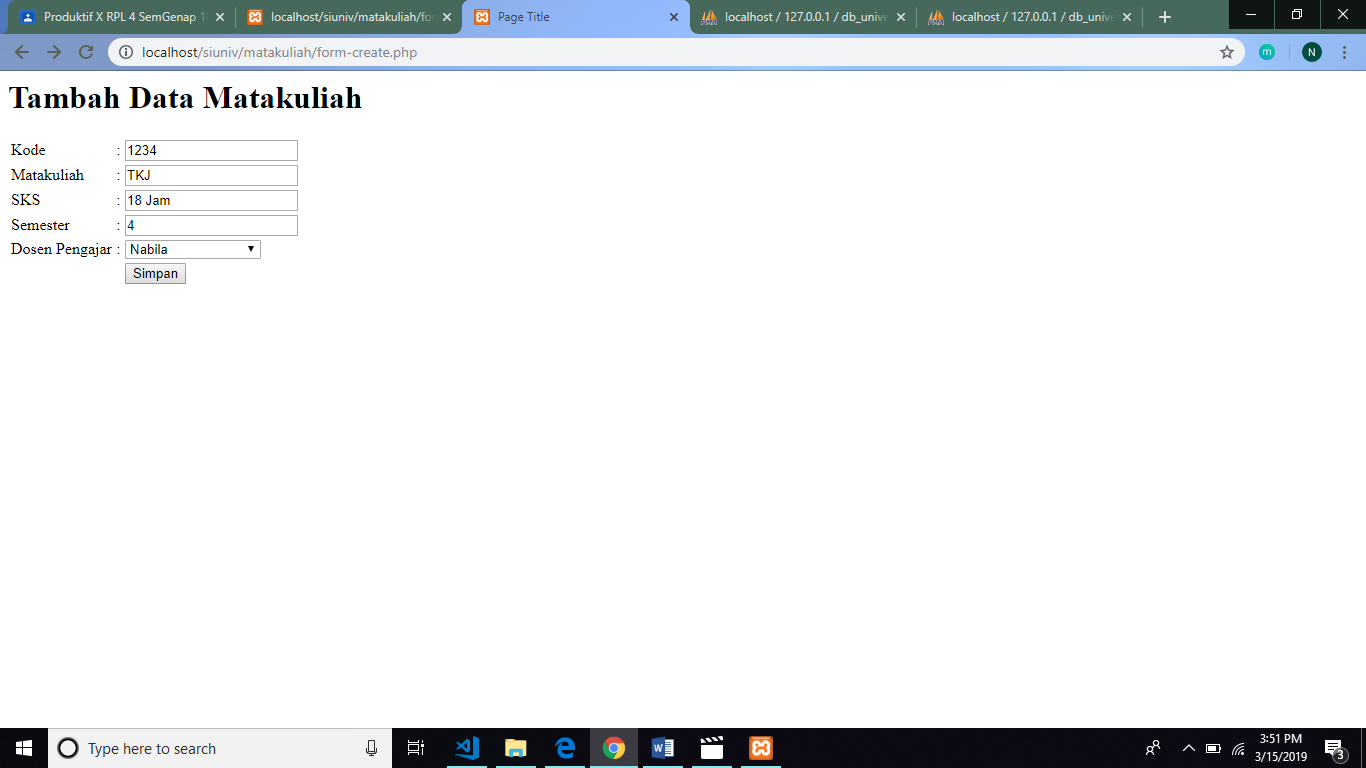 Produktif X RPL 4 SemGenap 1
localhost/siuniv/matakuliah/for
Page Title
localhost / 127.0.0.1 / db_unive
localhost / 127.0.0.1 / db_unive
localhost/siuniv/matakuliah/form-create.php
m
N
Tambah Data Matakuliah
Kode : 1234
Matakuliah : TKJ
SKS : 18 Jam
Semester : 4
Dosen Pengajar : Nabila
Simpan
Type here to search
3:51 PM
3/15/2019
3